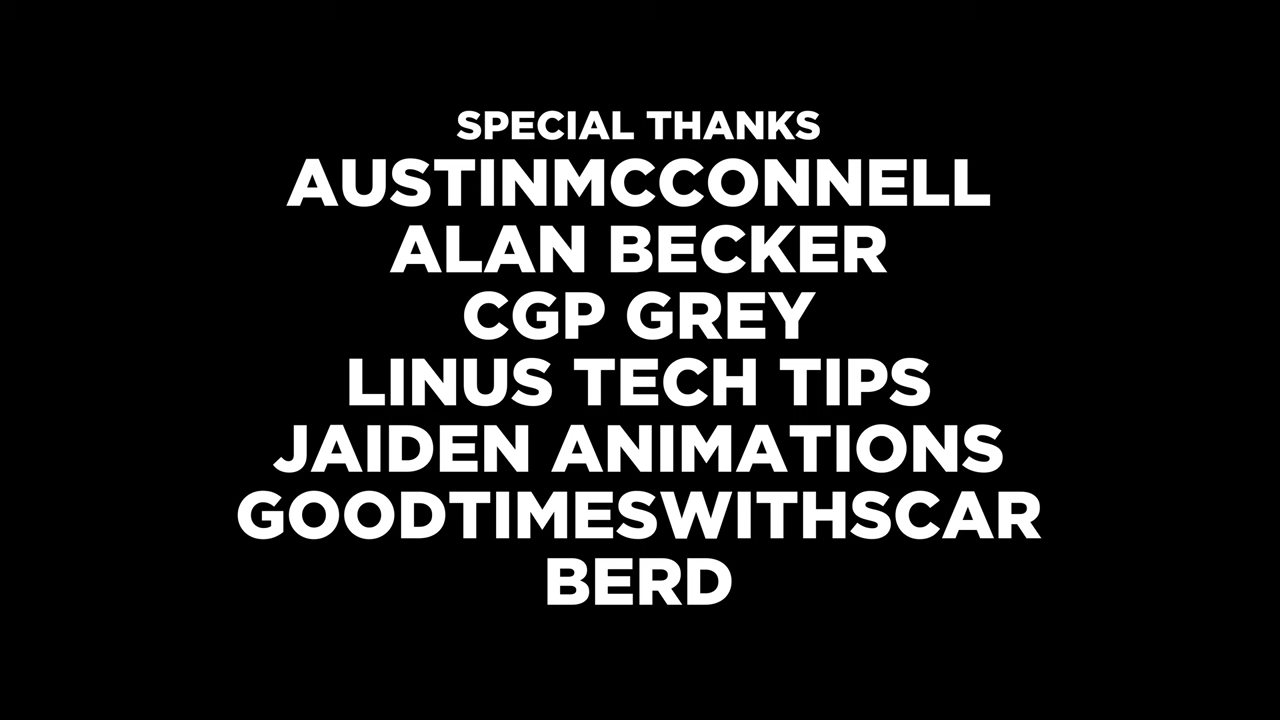 SPECIAL THANKS
AUSTINMCCONNELL
ALAN BECKER
CGP GREY
LINUS TECH TIPS
JAIDEN ANIMATIONS
GOODTIMESWITHSCAR
BERD